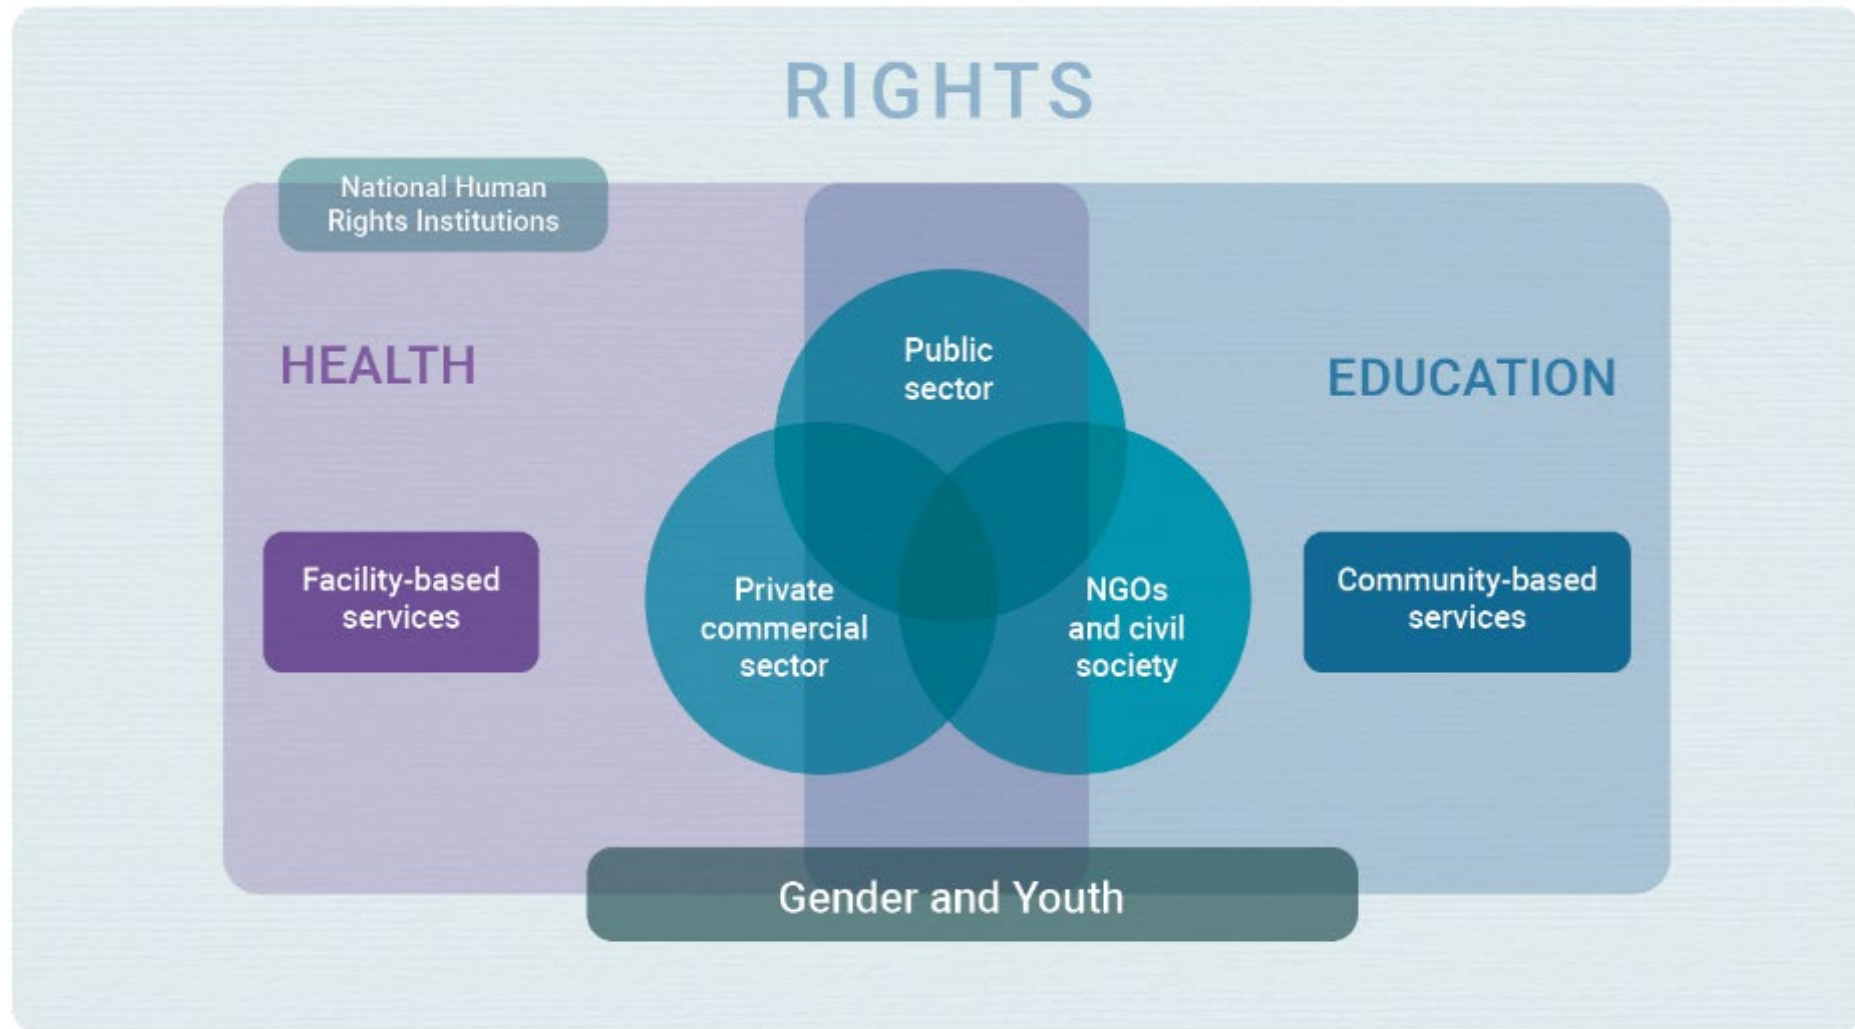 RIGHTS
National Human
Rights Institutions
HEALTH
EDUCATION
Public
sector
Facility-based
services
Private
commercial
sector
NGOs
and civil
society
Community-based
services
Gender and Youth